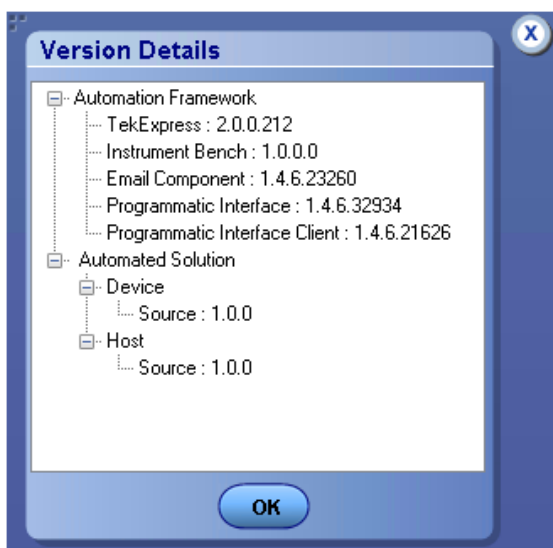 X
Version Details
Automation Framework
TekExpress : 2.0.0.212
Instrument Bench : 1.0.0.0
Email Component : 1.4.6.23260
Programmatic Interface : 1.4.6.32934
Programmatic Interface Client : 1.4.6.21626
Automated Solution
Device
Source : 1.0.0
Host
Source : 1.0.0
OK